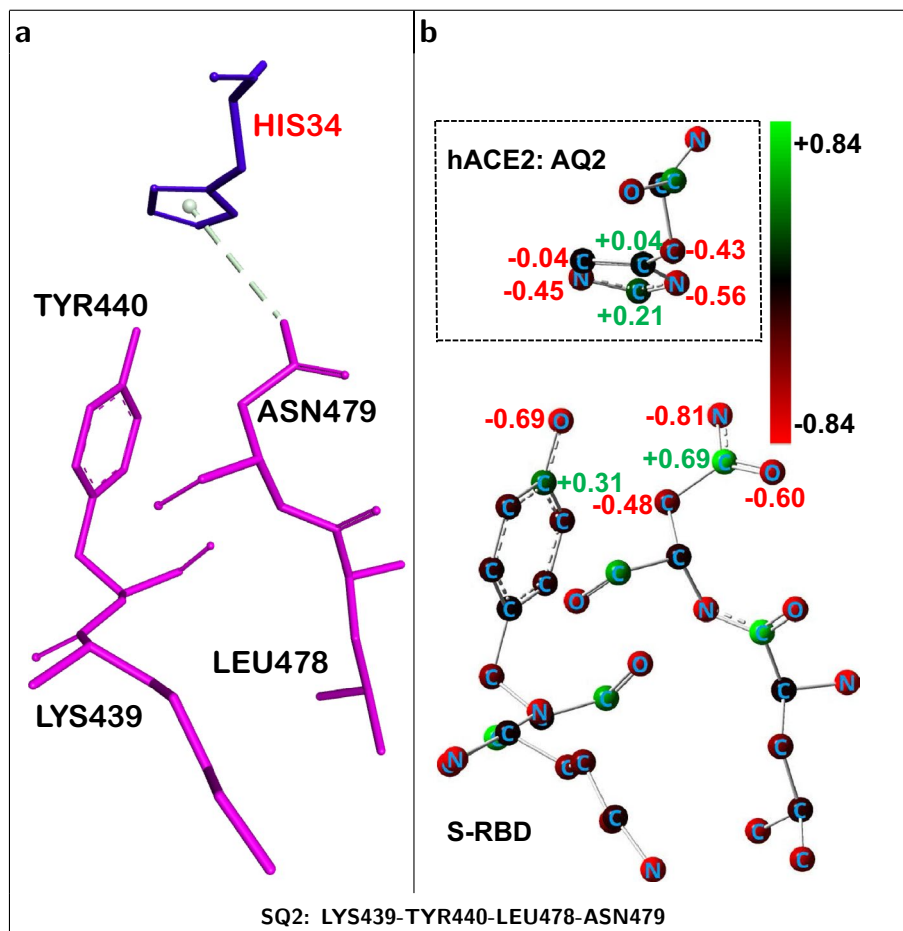 a
HIS34
TYR440
ASN479
LEU478
LYS439
b
hACE2: AQ2
+0.84
-0.84
N
O
C
C
-0.04
+0.04
-0.43
C
C
C
N
N
-0.45
C
-0.56
+0.21
-0.69
O
-0.81
N
+0.69
C
O
C
+0.31
-0.60
-0.48
C
C
C
C
C
C
C
C
O
N
O
C
C
C
O
C
C
N
C
N
C
C
C
N
C
C
C
C
C
C
N
C
C
S-RBD
SQ2: LYS439-TYR440-LEU478-ASN479